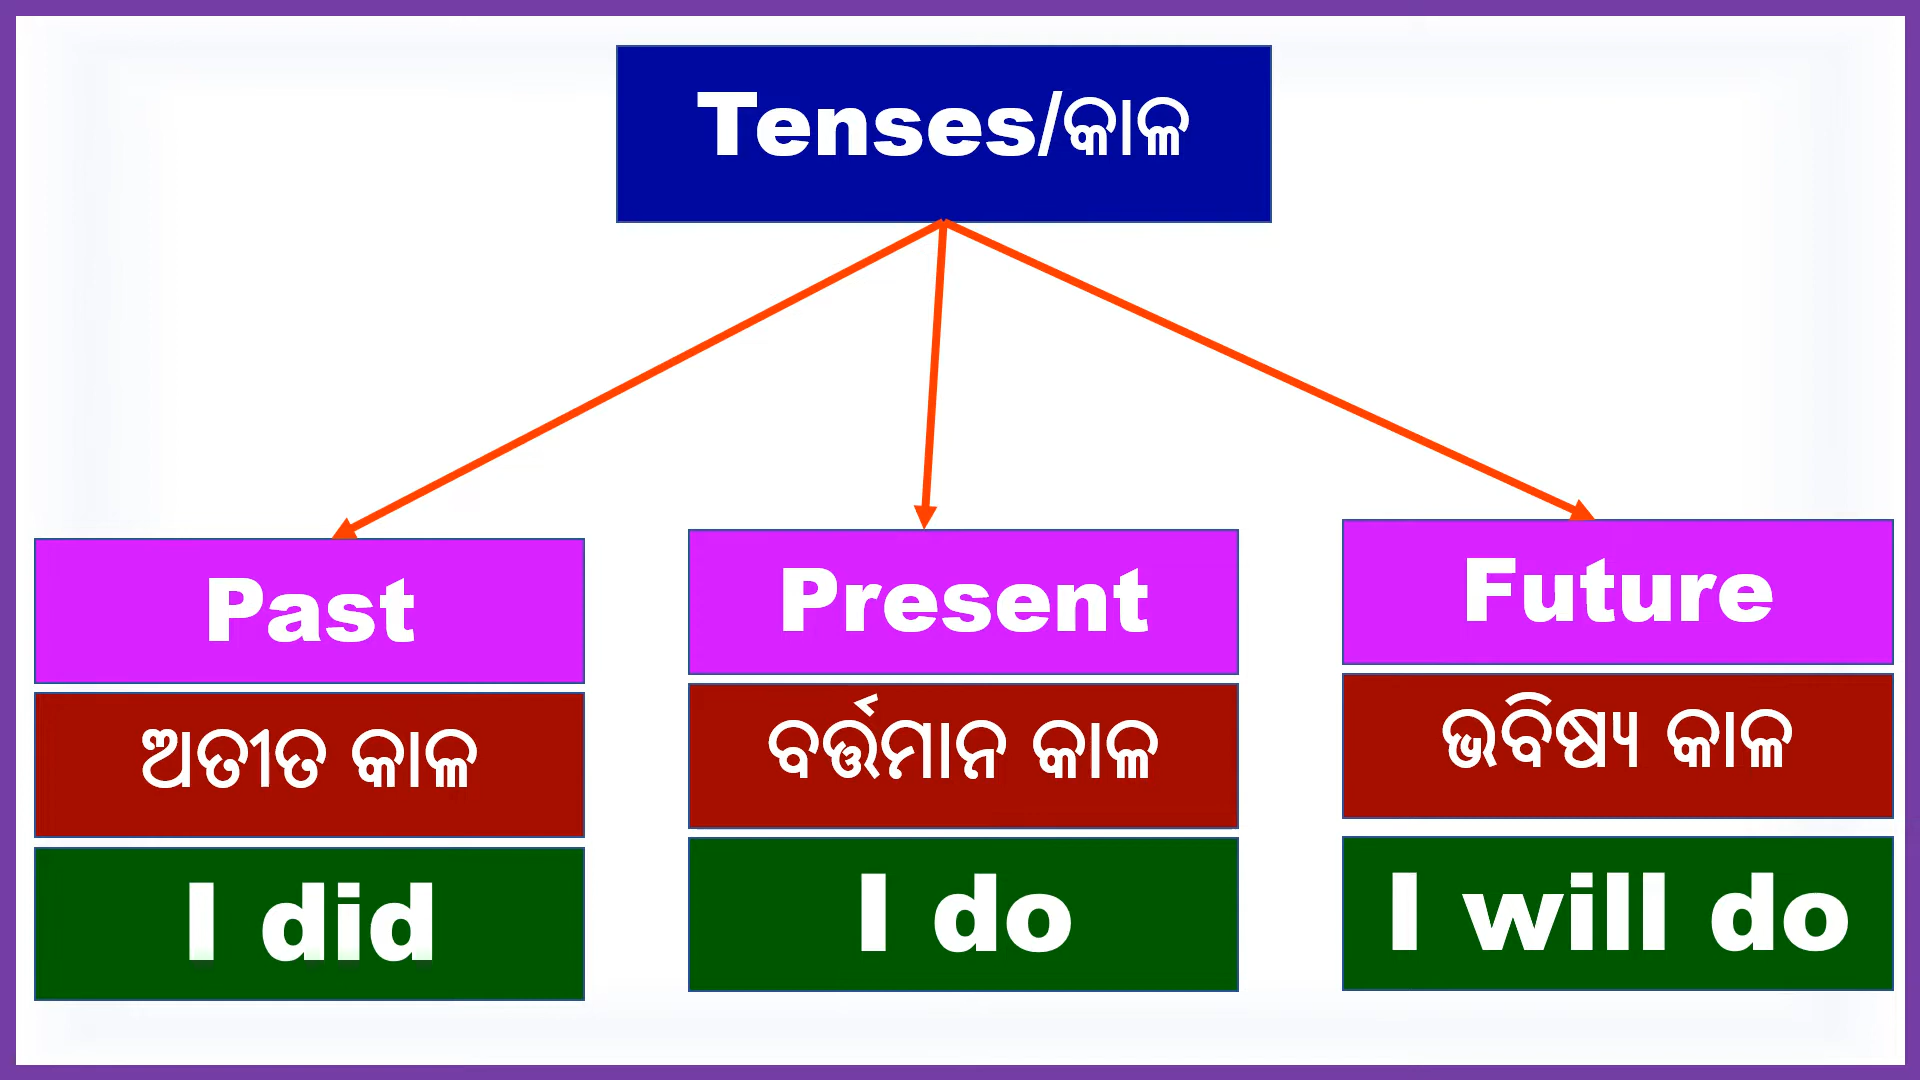 Tenses/କାଳ
Past
ଅତୀତ କାଳ
I did
Present
ବର୍ତ୍ତମାନ କାଳ
I do
Future
ଭବିଷ୍ୟ କାଳ
I will do